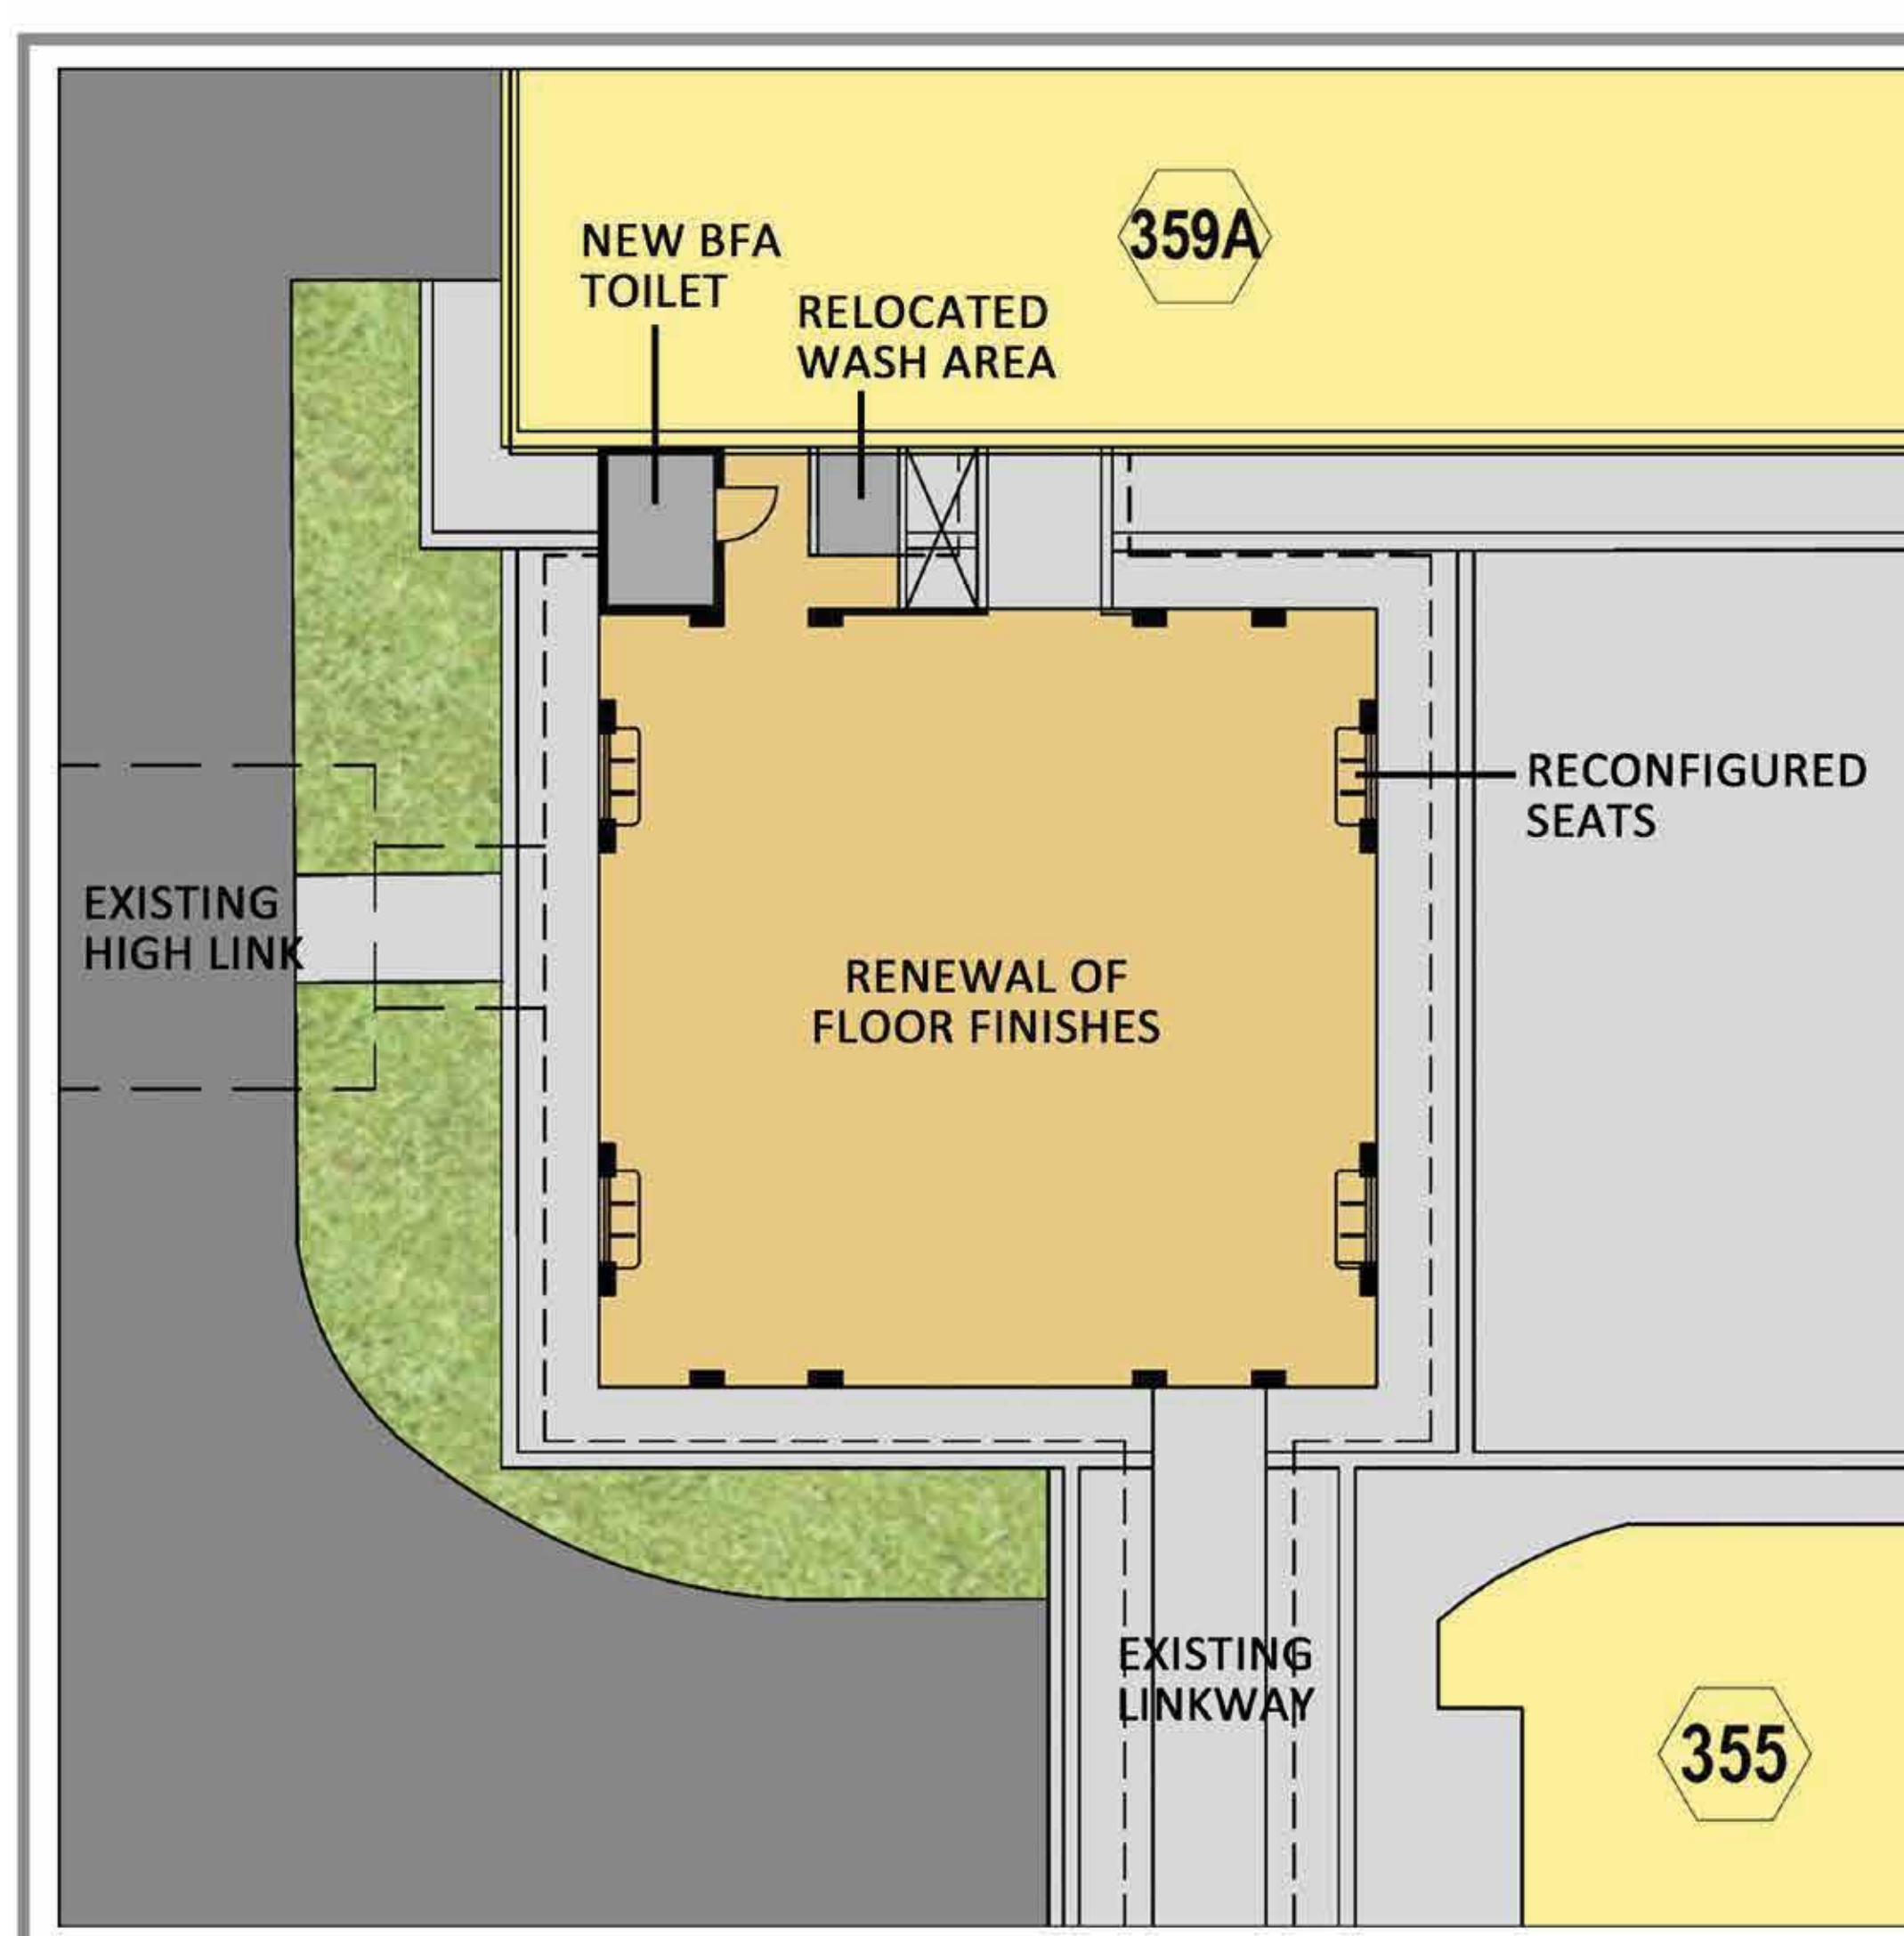 359A
NEW BFA
TOILET
RELOCATED
WASH AREA
RECONFIGURED
SEATS
EXISTING
HIGH LINK
RENEWAL OF
FLOOR FINISHES
EXISTING
LINKWAY
355